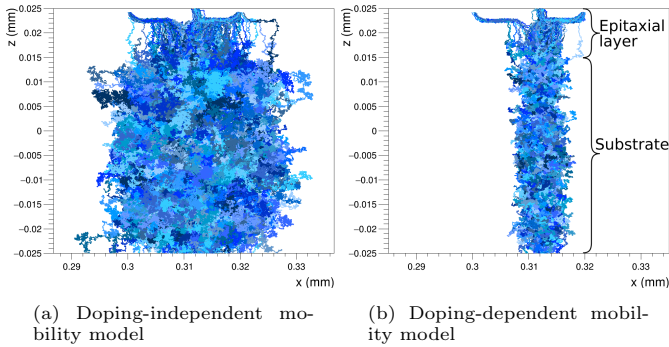 z (mm)
0.025
0.02
0.015
0.01
0.005
0
−0.005
−0.01
−0.015
−0.02
−0.025
0.29 0.3 0.31 0.32 0.33
x (mm)
z (mm)
0.025
0.02
0.015
0.01
0.005
0
−0.005
−0.01
−0.015
−0.02
−0.025
0.29 0.3 0.31 0.32 0.33
x (mm)
Epitaxial
layer
Substrate
(a) Doping-independent mo-
bility model
(b) Doping-dependent mobil-
ity model